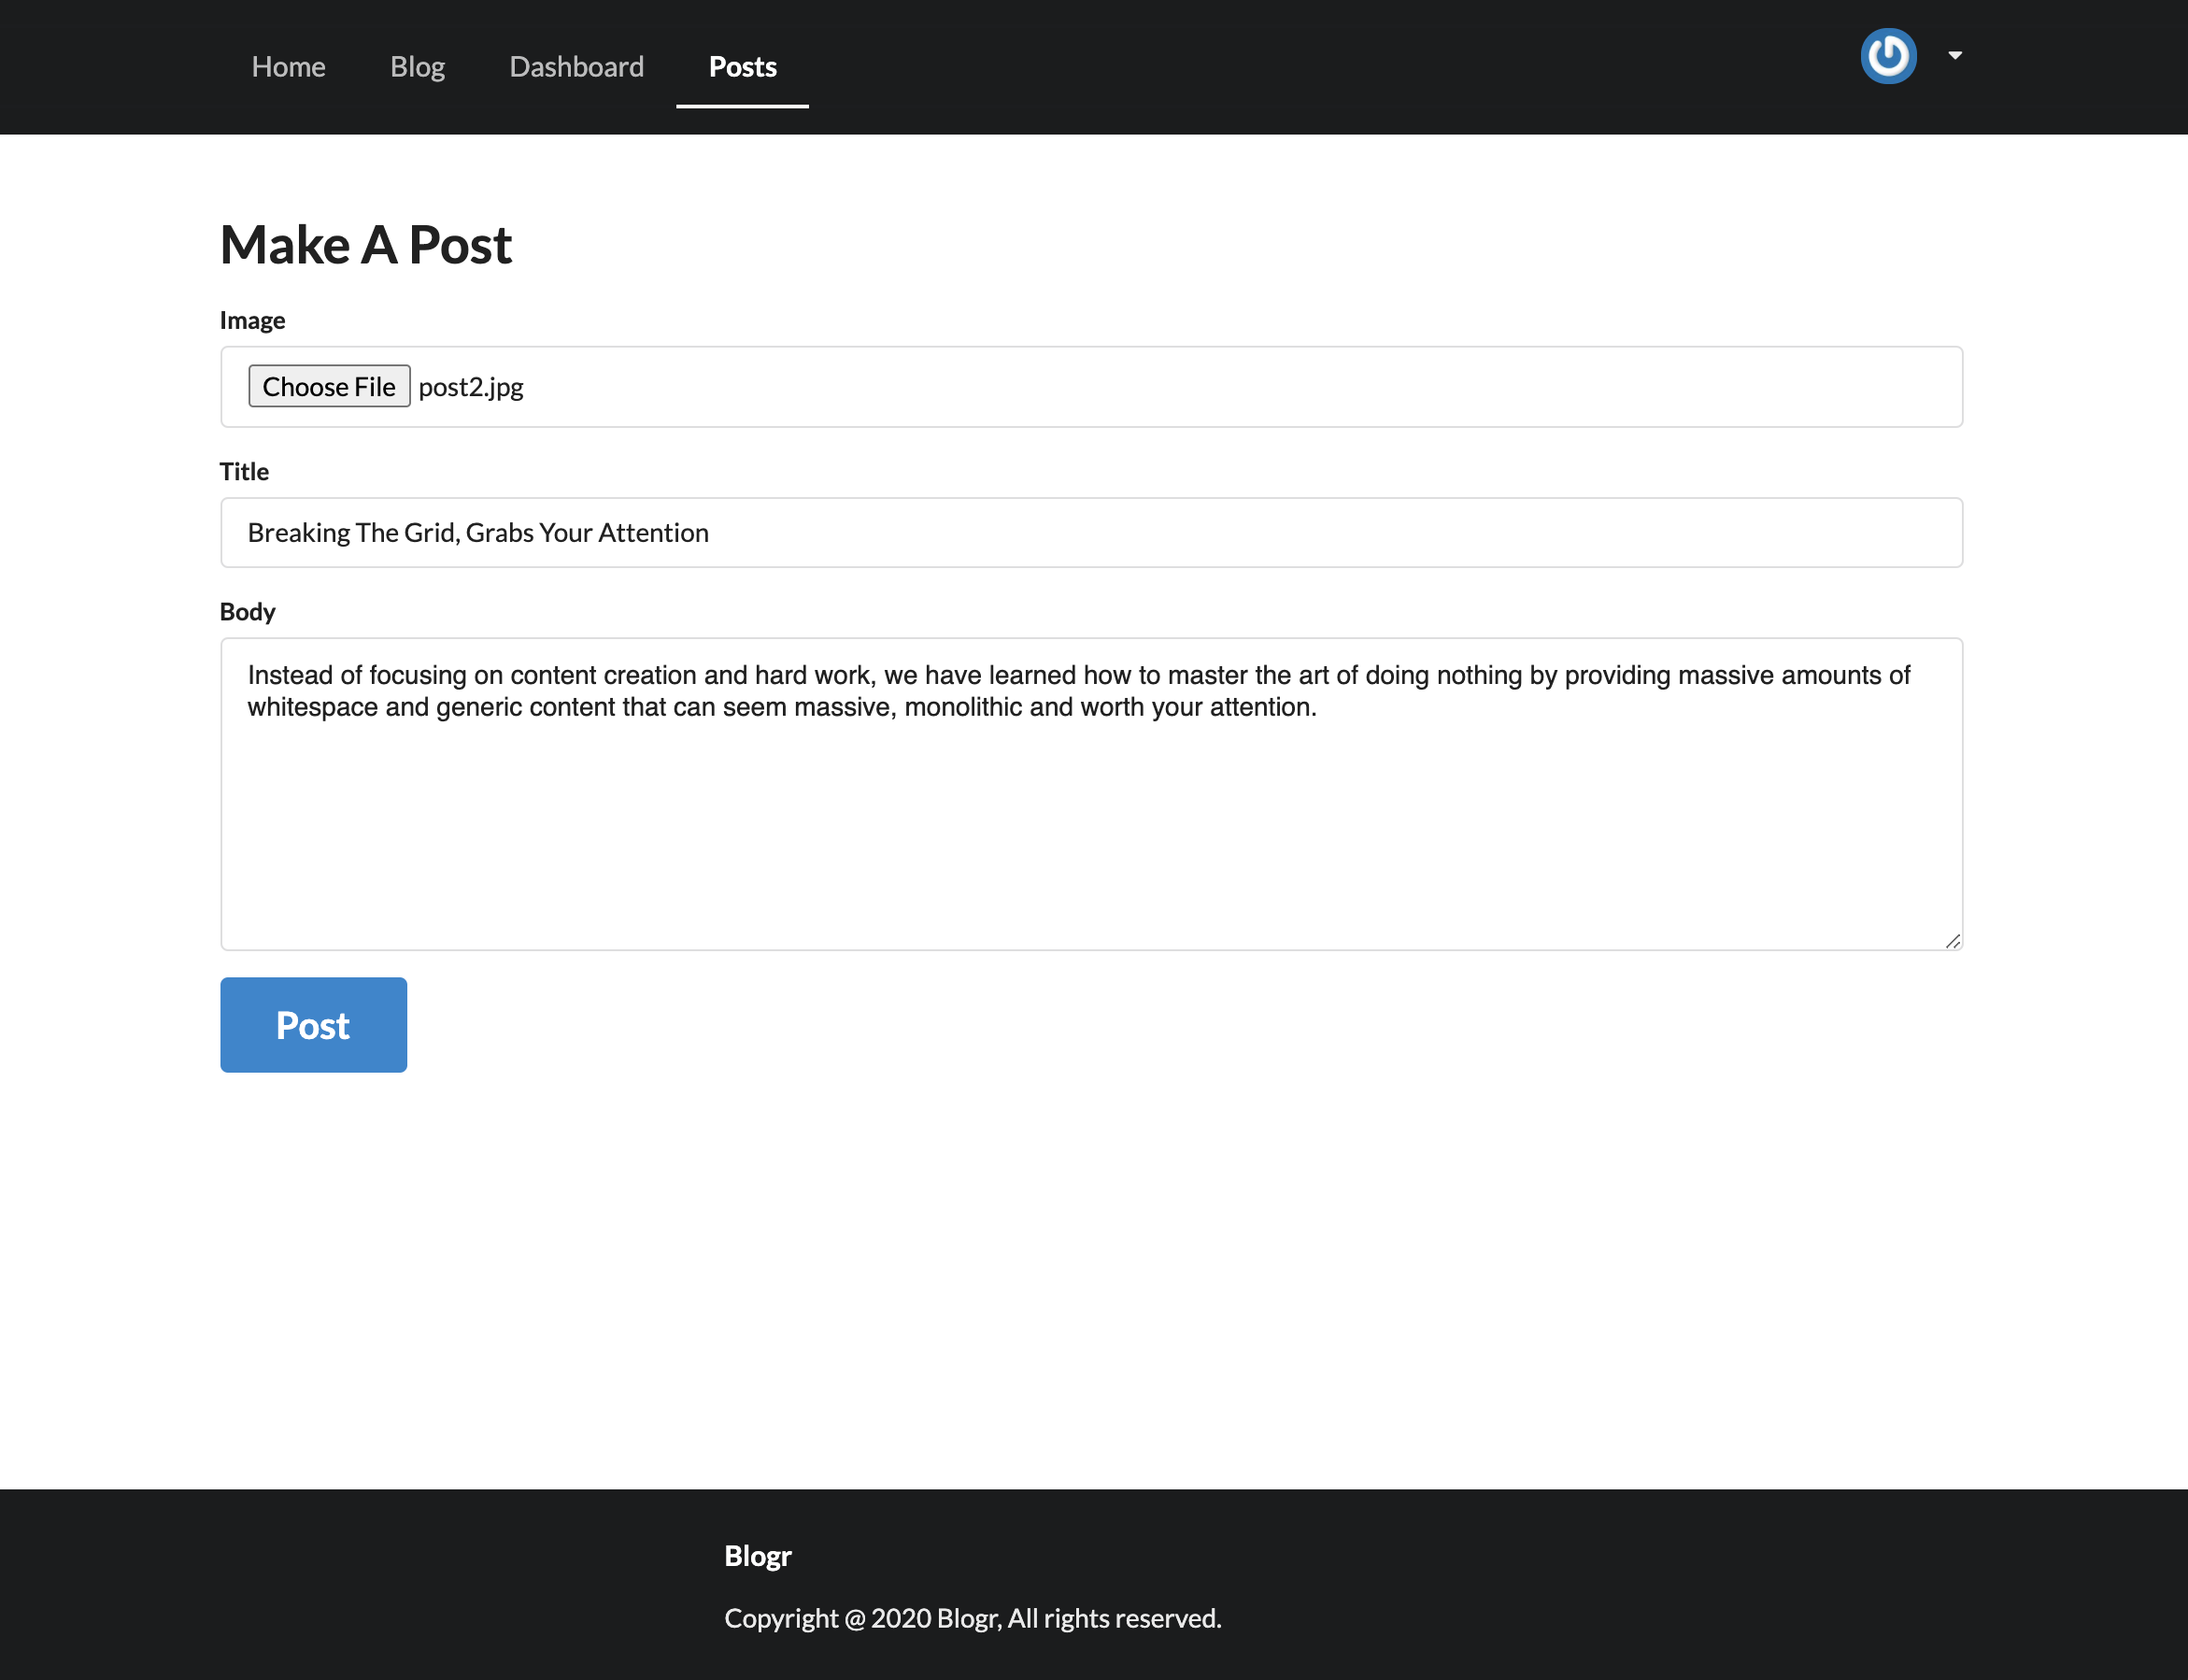 Home Blog Dashboard Posts
Make A Post
Image
Choose File post2.jpg
Title
Breaking The Grid, Grabs Your Attention
Body
Instead of focusing on content creation and hard work, we have learned how to master the art of doing nothing by providing massive amounts of
whitespace and generic content that can seem massive, monolithic and worth your attention.
Post
Blogr
Copyright @ 2020 Blogr, All rights reserved.